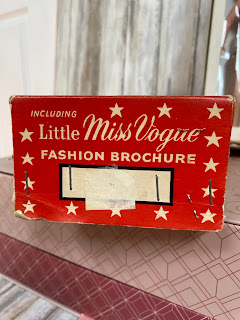 INCLUDING
Little Miss Vogue
FASHION BROCHURE